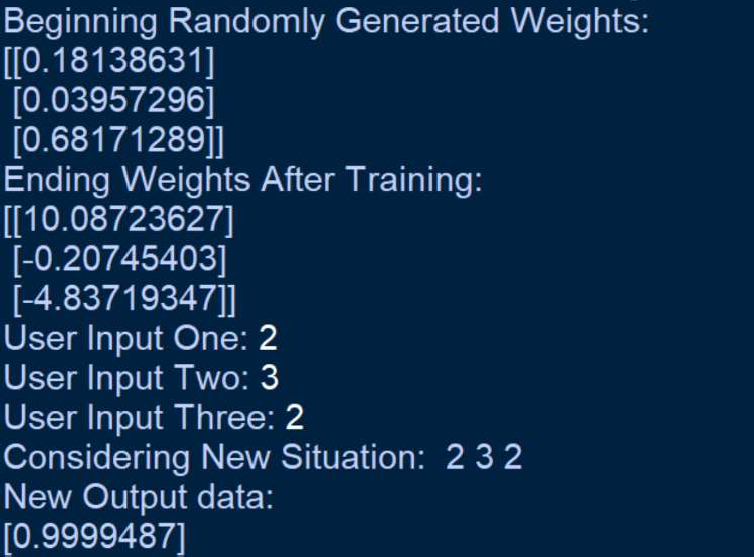 Beginning Randomly Generated Weights:
[[0.18138631]
[0.03957296]
[0.68171289]]
Ending Weights After Training:
[[10.08723627]
[-0.20745403]
[-4.83719347]]
User Input One: 2
User Input Two: 3
User Input Three: 2
Considering New Situation:  2 3 2
New Output data:
[0.9999487]